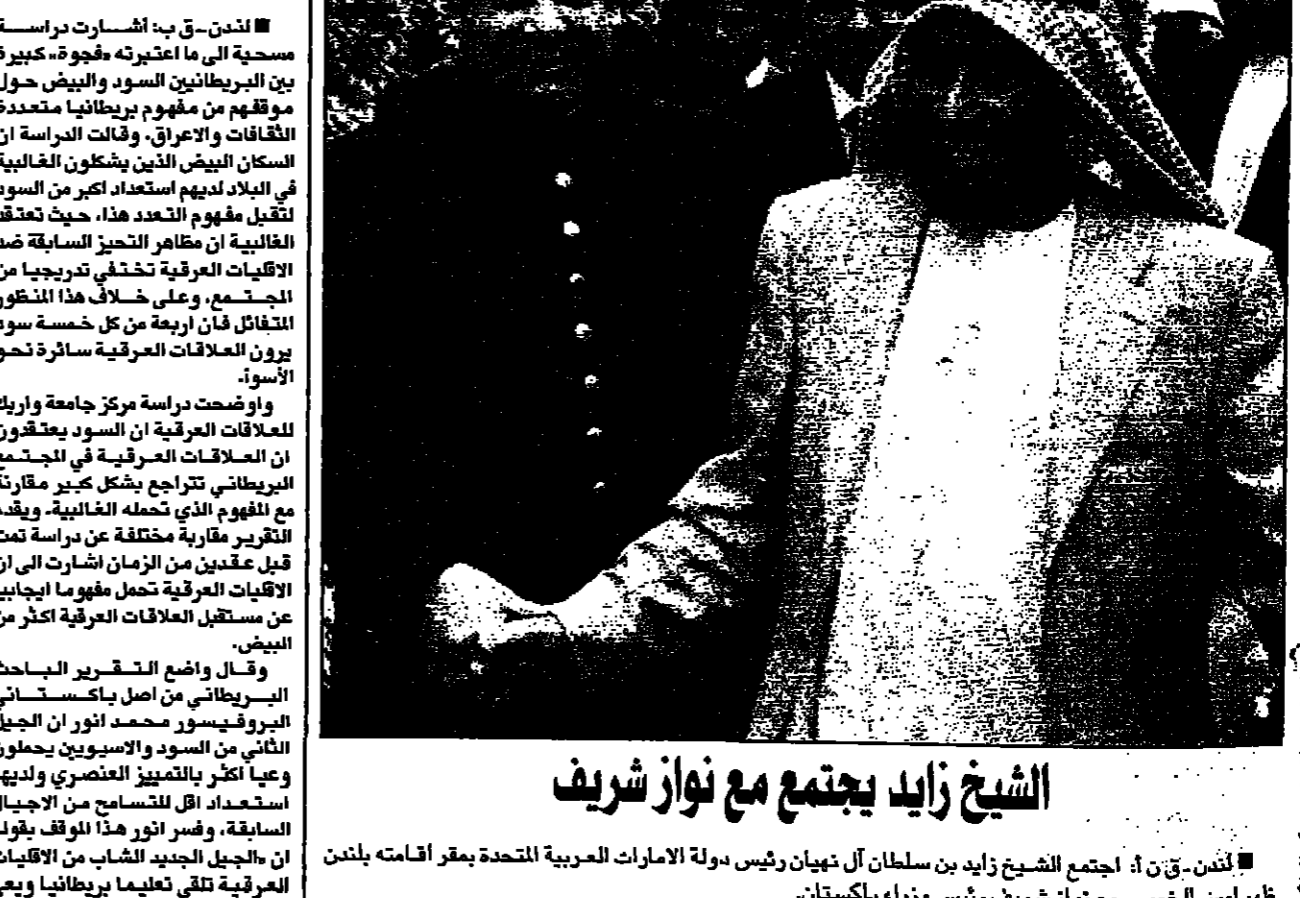 ■ لندن ـ ق ب: أشارت دراسة
مسحية الى ما اعتبرته «فجوة» كبيرة
بين البريطانيين السود والبيض حول
موقفهم من مفهوم بريطانيا متعددة
الثقافات والاعراق. وقالت الدراسة ان
السكان البيض الذين يشكلون الغالبية
في البلاد لديهم استعداد اكبر من السود
لتقبل مفهوم التعدد هذا، حيث تعتقد
الغالبية ان مظاهر التحيز السابقة ضد
الاقليات العرقية تختفي تدريجيا من
المجتمع. وعلى خلاف هذا المنظور
المتفائل فان اربعة من كل خمسة سود
يرون العلاقات العرقية سائرة نحو
الأسوأ.
واوضحت دراسة مركز جامعة واريك
للعلاقات العرقية ان السود يعتقدون
ان العلاقات العرقية في المجتمع
البريطاني تتراجع بشكل كبير مقارنة
مع المفهوم الذي تحمله الغالبية. ويقدم
التقرير مقاربة مختلفة عن دراسة تمت
قبل عقدين من الزمان اشارت الى ان
الاقليات العرقية تحمل مفهوما ايجابيا
عن مستقبل العلاقات العرقية اكثر من
البيض.
وقال واضع التقرير الباحث
البريطاني من اصل باكستاني
البروفيسور محمد انور ان الجيل
الثاني من السود والاسيويين يحملون
وعيا اكثر بالتمييز العنصري ولديهم
استعداد اقل للتسامح من الاجيال
السابقة، وفسر انور هذا الموقف بقوله
ان «الجيل الجديد الشاب من الاقليات
العرقية تلقى تعليما بريطانيا ويعي
الشيخ زايد يجتمع مع نواز شريف
■ لندن ـ ق ن أ: اجتمع الشيخ زايد بن سلطان آل نهيان رئيس دولة الامارات العربية المتحدة بمقر أقامته بلندن
نواز شريف رئيس وزراء باكستان.